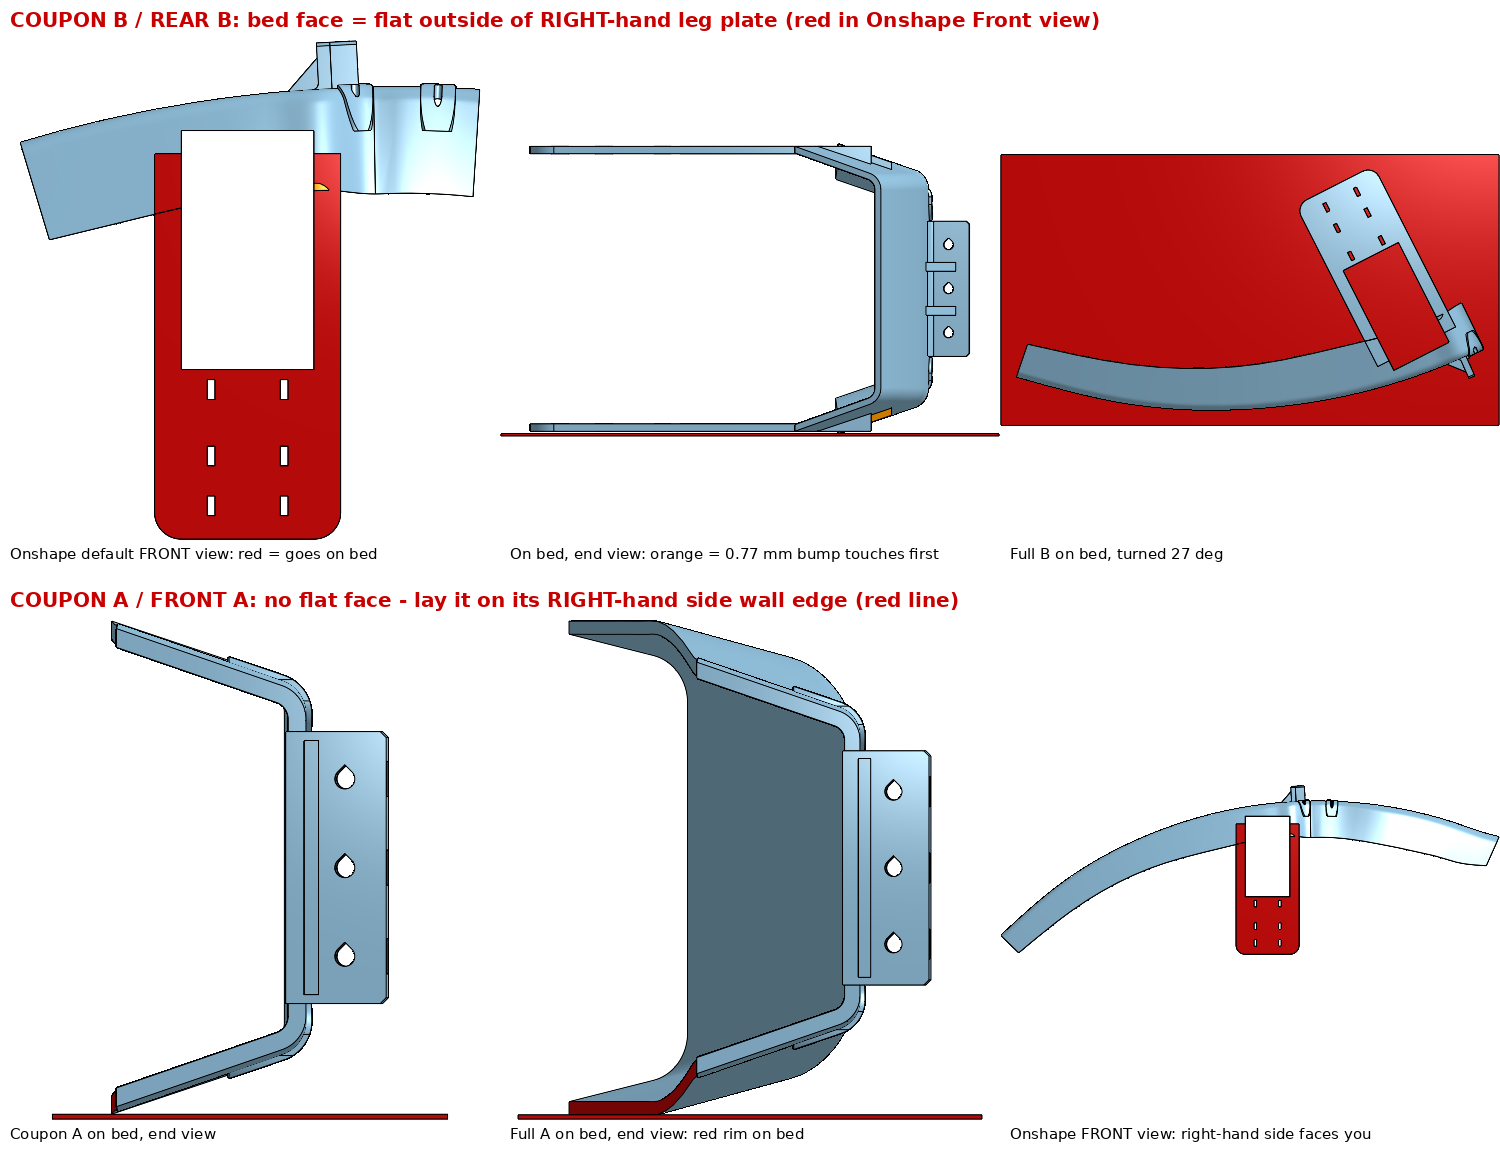 COUPON B / REAR B: bed face = flat outside of RIGHT-hand leg plate (red in Onshape Front view)
Onshape default FRONT view: red = goes on bed
On bed, end view: orange = 0.77 mm bump touches first
Full B on bed, turned 27 deg
COUPON A / FRONT A: no flat face - lay it on its RIGHT-hand side wall edge (red line)
Coupon A on bed, end view
Full A on bed, end view: red rim on bed
Onshape FRONT view: right-hand side faces you